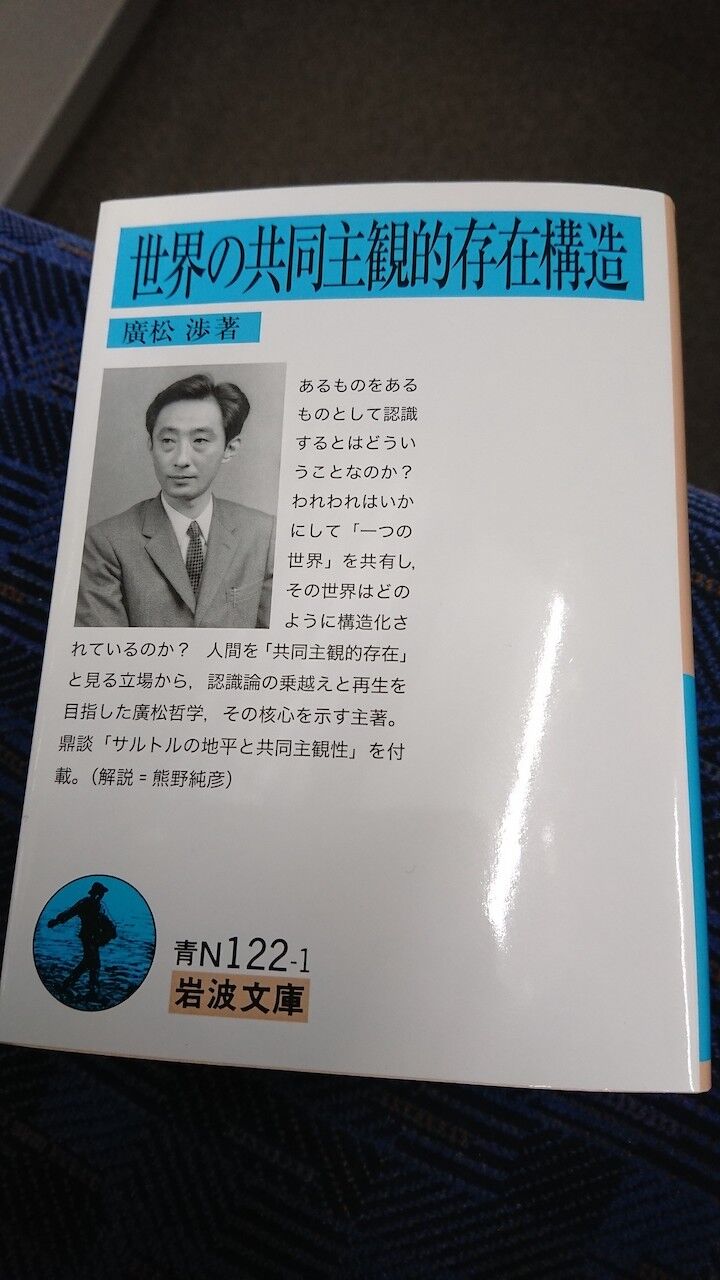 世界の共同主観的存在構造
廣松 渉著
あるものをある
ものとして認識
するとはどうい
うことなのか?
われわれはいか
にして「一つの
世界」を共有し,
その世界はどの
ように構造化さ
れているのか? 人間を「共同主観的存在」
と見る立場から,認識論の乗越えと再生を
目指した廣松哲学,その核心を示す主著。
鼎談「サルトルの地平と共同主観性」を付
載。(解説=熊野純彦)
青N122-1
岩波文庫